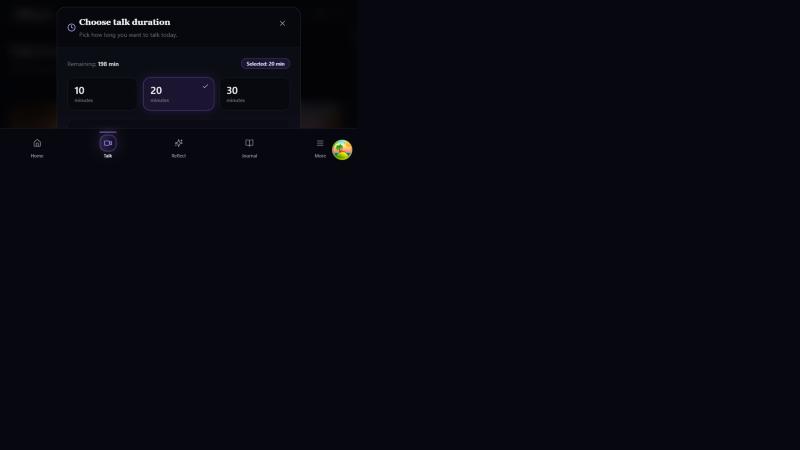 Choose talk duration
Pick how long you want to talk today.
Remaining: 198 min
Selected: 20 min
10
minutes
20
minutes
30
minutes
Home
Talk
Reflect
Journal
More